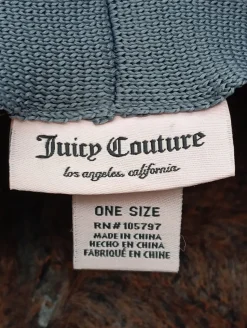 Juicy Couture
los angeles, california
ONE SIZE
RN# 105797
MADE IN CHINA
HECHO EN CHINA
FABRIQUÉ EN CHINE